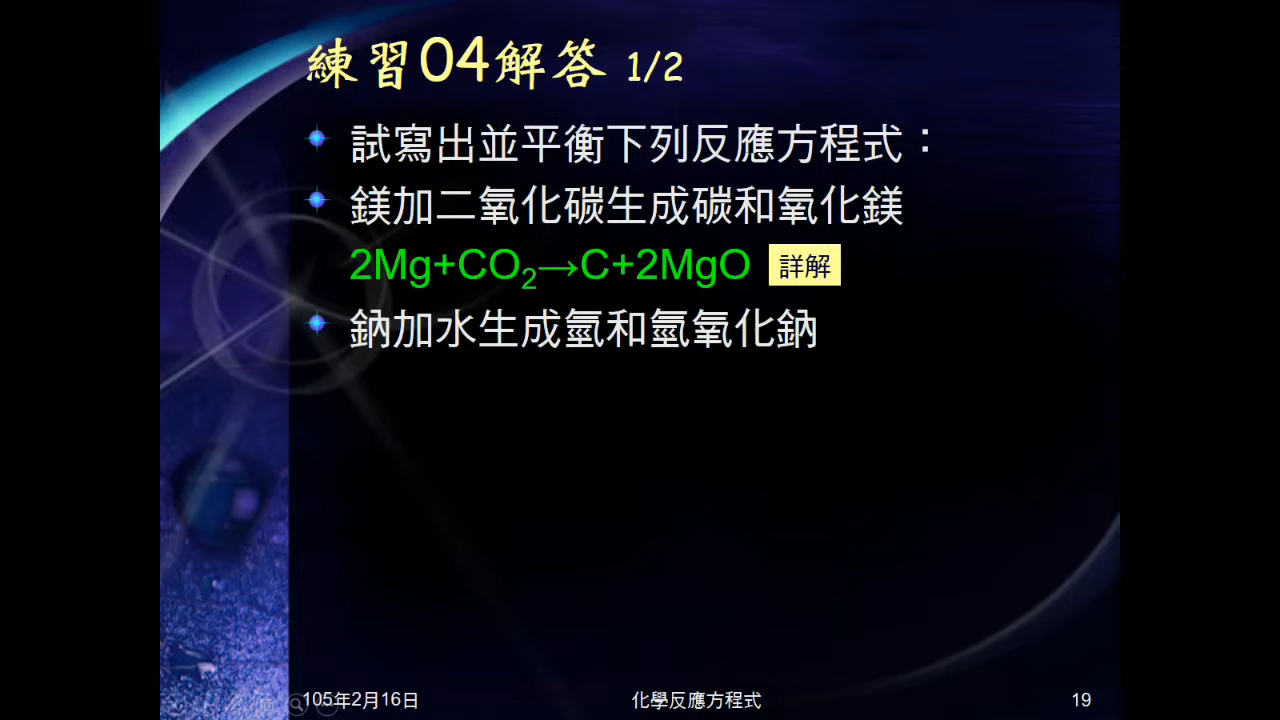 練習04解答 1/2
試寫出並平衡下列反應方程式：
鎂加二氧化碳生成碳和氧化鎂
2Mg+CO₂→C+2MgO 詳解
鈉加水生成氫和氫氧化鈉
105年2月16日 化學反應方程式 19